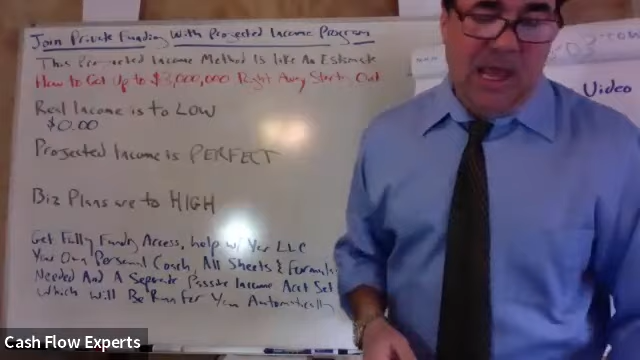 Join Private Funding With Projected Income Program
This Projected Income Method Is Like An Estimate
How to Get Up to $3,000,000 Right Away Starting Out
Real Income is to LOW
$0.00
Projected Income is PERFECT
Biz Plans are to HIGH
Get Fully Funding Access, help w/ Your LLC
Your Own Personal Coach, All Sheets & Formulas
Needed And A Separate Passive Income Acct Set
Which Will Be Run For You Automatically
Video
Cash Flow Experts